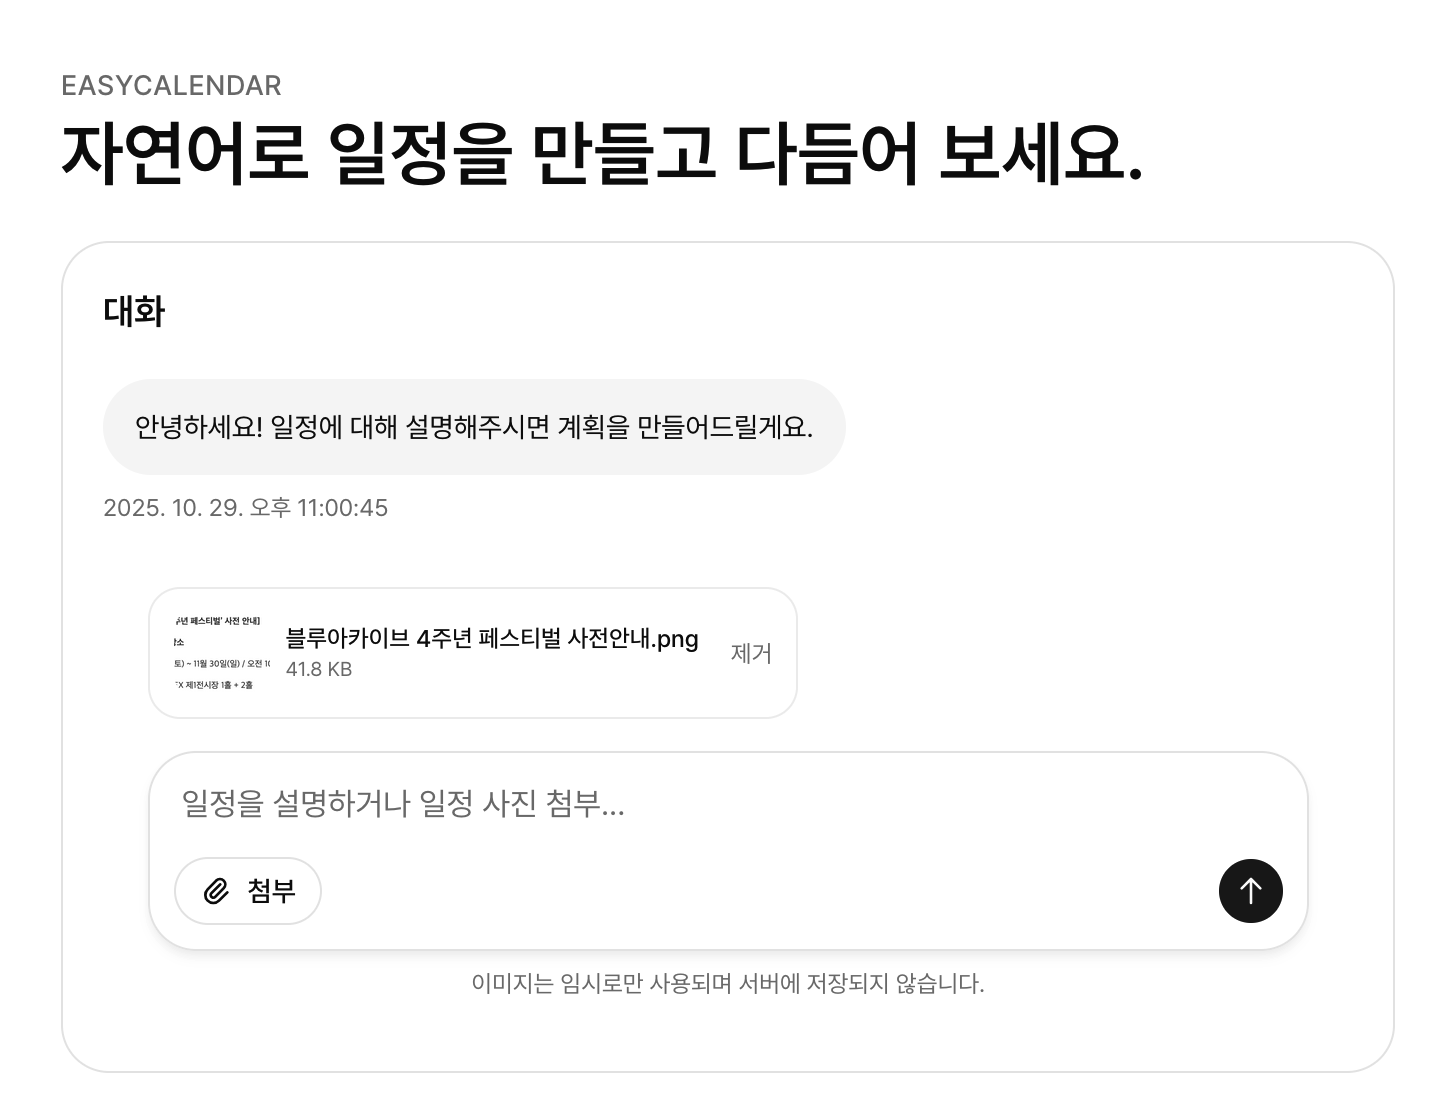 EASYCALENDAR
자연어로 일정을 만들고 다듬어 보세요.
대화
안녕하세요! 일정에 대해 설명해주시면 계획을 만들어드릴게요.
2025. 10. 29. 오후 11:00:45
년 페스티벌' 사전 안내]
소
토) ~ 11월 30일(일) / 오전 10
X 제1전시장 1홀 + 2홀
블루아카이브 4주년 페스티벌 사전안내.png
41.8 KB
제거
일정을 설명하거나 일정 사진 첨부...
첨부
이미지는 임시로만 사용되며 서버에 저장되지 않습니다.